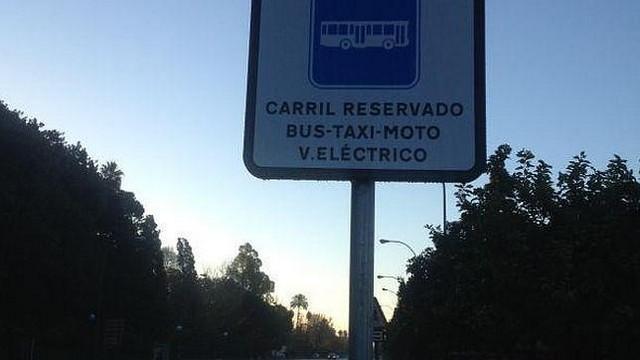 CARRIL RESERVADO
BUS-TAXI-MOTO
V.ELÉCTRICO